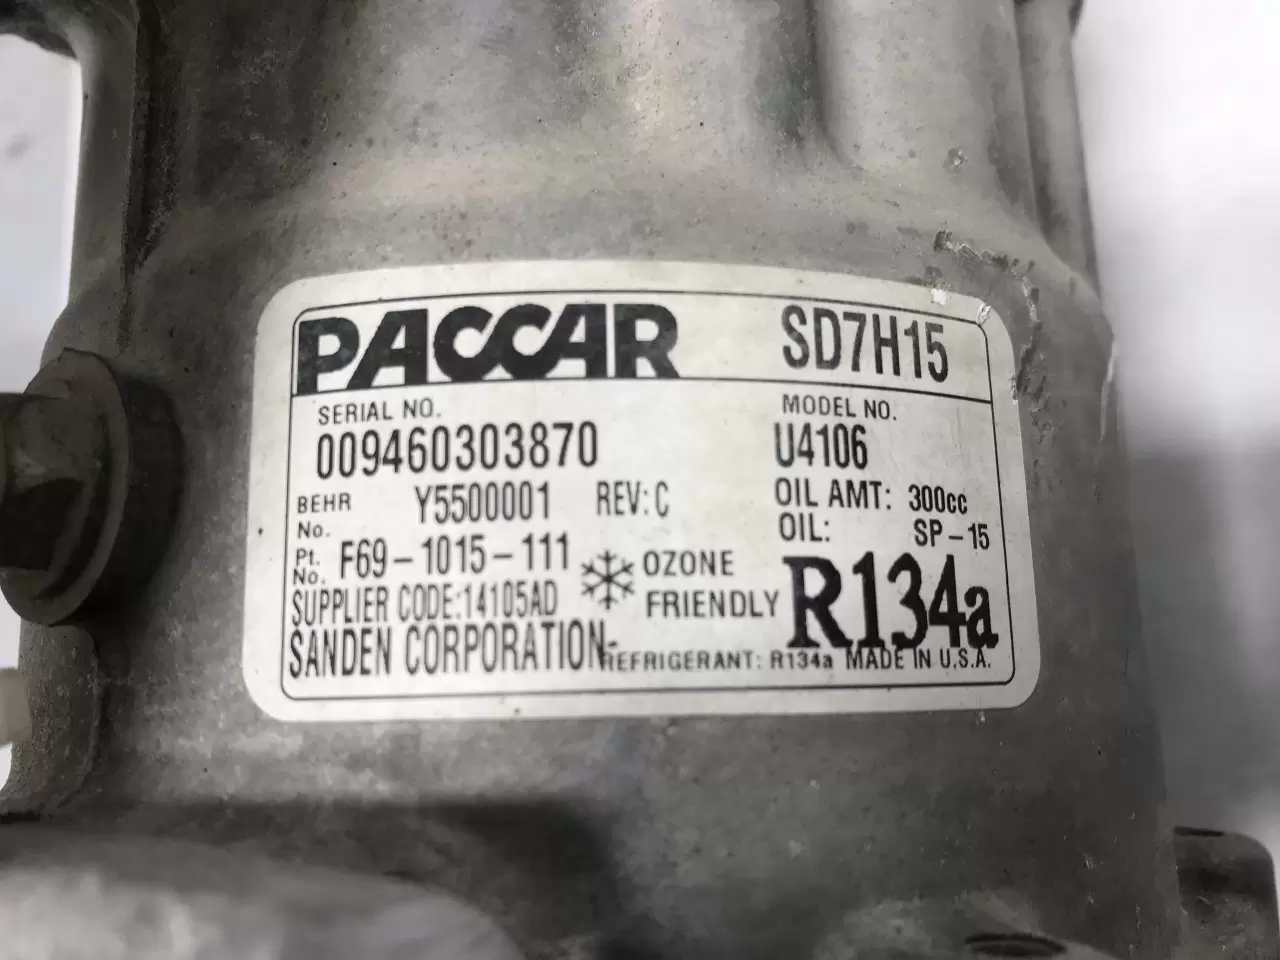 PACCAR SD7H15
SERIAL NO. MODEL NO.
009460303870 U4106
BEHR No. Y5500001 REV: C OIL AMT: 300cc
OIL: SP-15
Pt. No. F69-1015-111 OZONE FRIENDLY R134a
SUPPLIER CODE:14105AD
SANDEN CORPORATION REFRIGERANT: R134a MADE IN U.S.A.